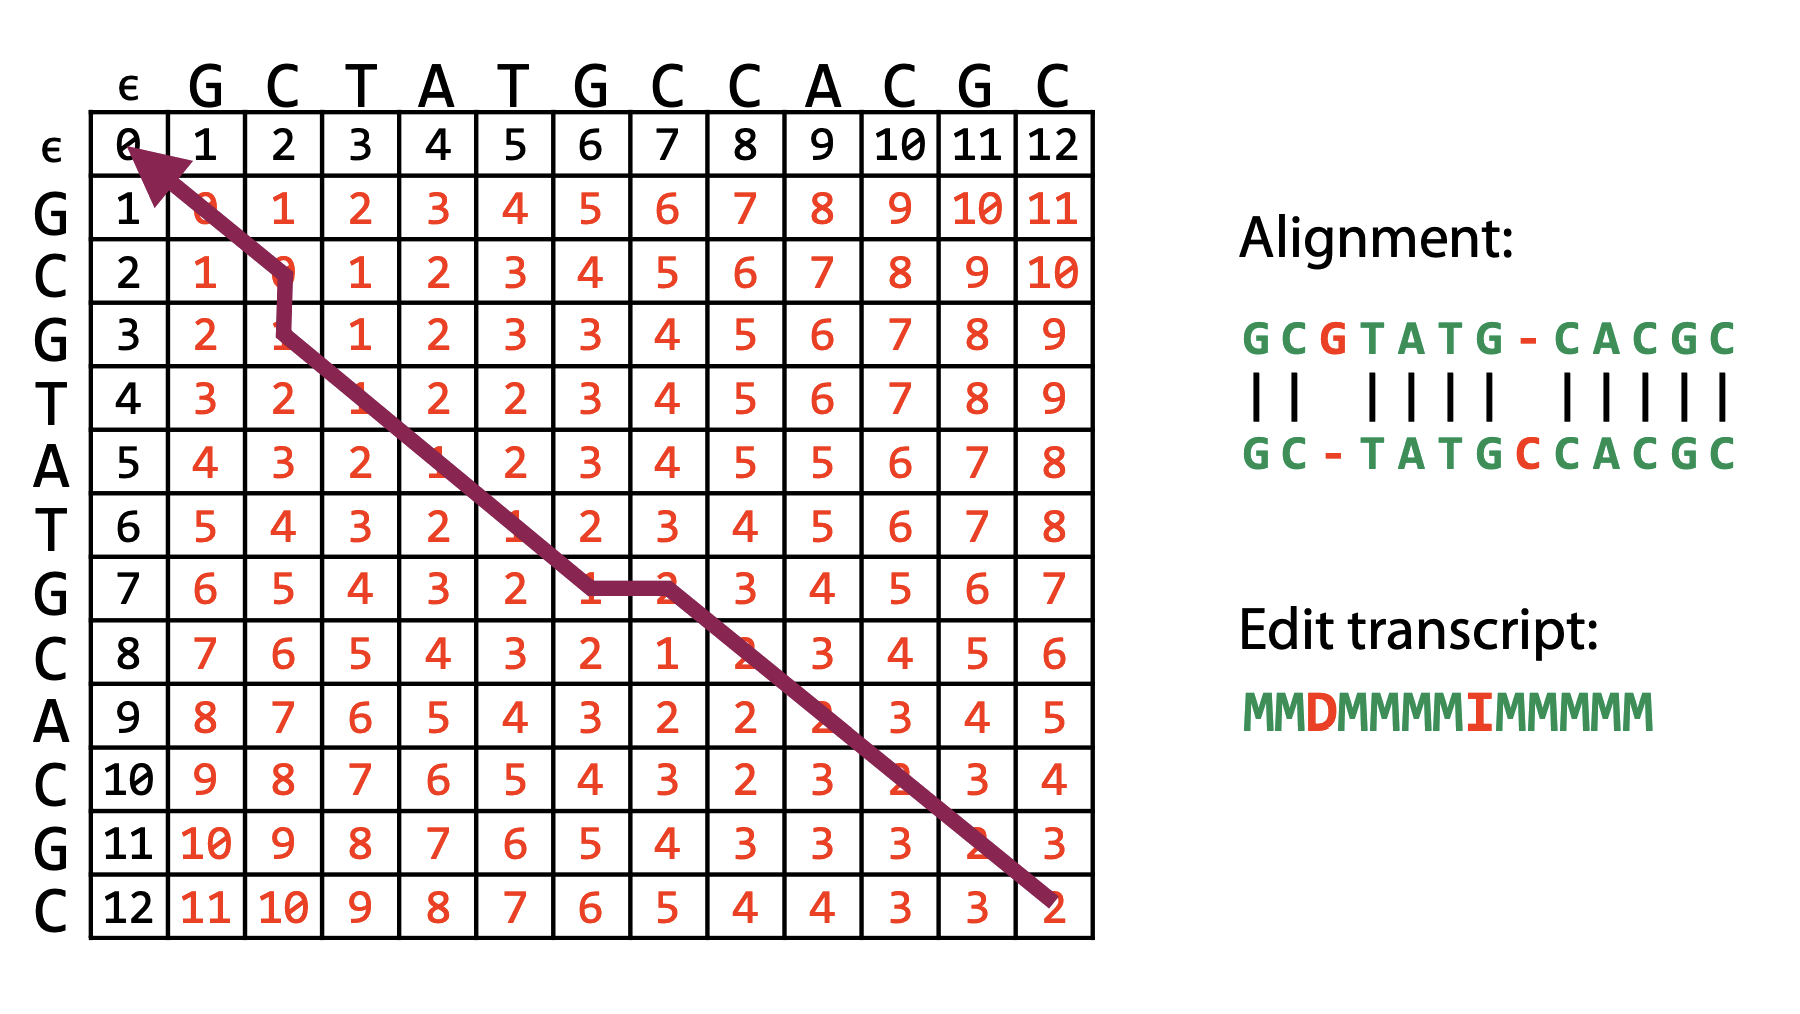 ϵ G C T A T G C C A C G C
ϵ 0 1 2 3 4 5 6 7 8 9 10 11 12
G 1 0 1 2 3 4 5 6 7 8 9 10 11
C 2 1 0 1 2 3 4 5 6 7 8 9 10
G 3 2 1 1 2 3 3 4 5 6 7 8 9
T 4 3 2 1 2 2 3 4 5 6 7 8 9
A 5 4 3 2 1 2 3 4 5 5 6 7 8
T 6 5 4 3 2 1 2 3 4 5 6 7 8
G 7 6 5 4 3 2 1 2 3 4 5 6 7
C 8 7 6 5 4 3 2 1 2 3 4 5 6
A 9 8 7 6 5 4 3 2 2 2 3 4 5
C 10 9 8 7 6 5 4 3 2 3 2 3 4
G 11 10 9 8 7 6 5 4 3 3 3 2 3
C 12 11 10 9 8 7 6 5 4 4 3 3 2
Alignment:
GCGTATG-CACGC
|| |||| |||||
GC-TATGCCACGC
Edit transcript:
MMDMMMMIMMMMM